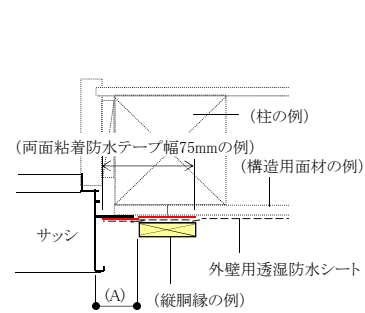 (柱の例)
(両面粘着防水テープ幅75mmの例)
(構造用面材の例)
サッシ
外壁用透湿防水シート
(A)
(縦胴縁の例)